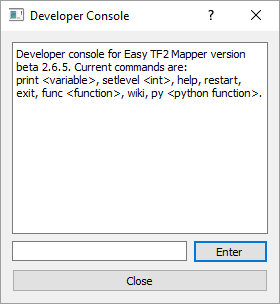 Developer Console
Developer console for Easy TF2 Mapper version
beta 2.6.5. Current commands are:
print <variable>, setlevel <int>, help, restart,
exit, func <function>, wiki, py <python function>.
Enter
Close